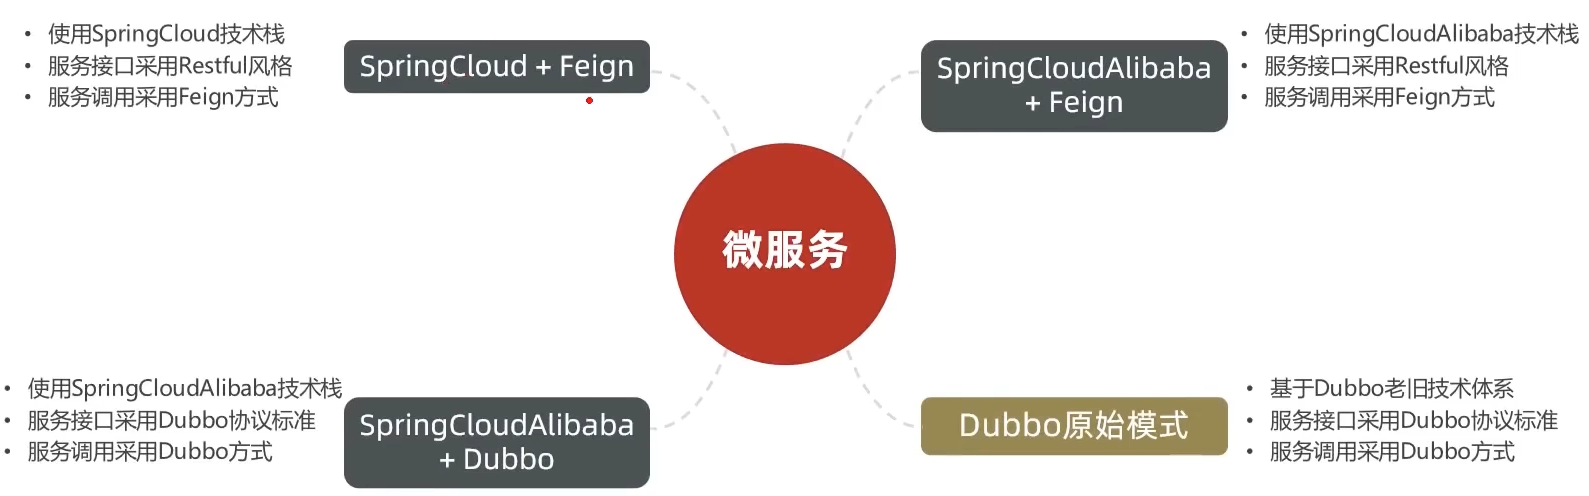 • 使用SpringCloud技术栈
• 服务接口采用Restful风格
• 服务调用采用Feign方式
SpringCloud + Feign
SpringCloudAlibaba
+ Feign
• 使用SpringCloudAlibaba技术栈
• 服务接口采用Restful风格
• 服务调用采用Feign方式
微服务
• 使用SpringCloudAlibaba技术栈
• 服务接口采用Dubbo协议标准
• 服务调用采用Dubbo方式
SpringCloudAlibaba
+ Dubbo
Dubbo原始模式
• 基于Dubbo老旧技术体系
• 服务接口采用Dubbo协议标准
• 服务调用采用Dubbo方式